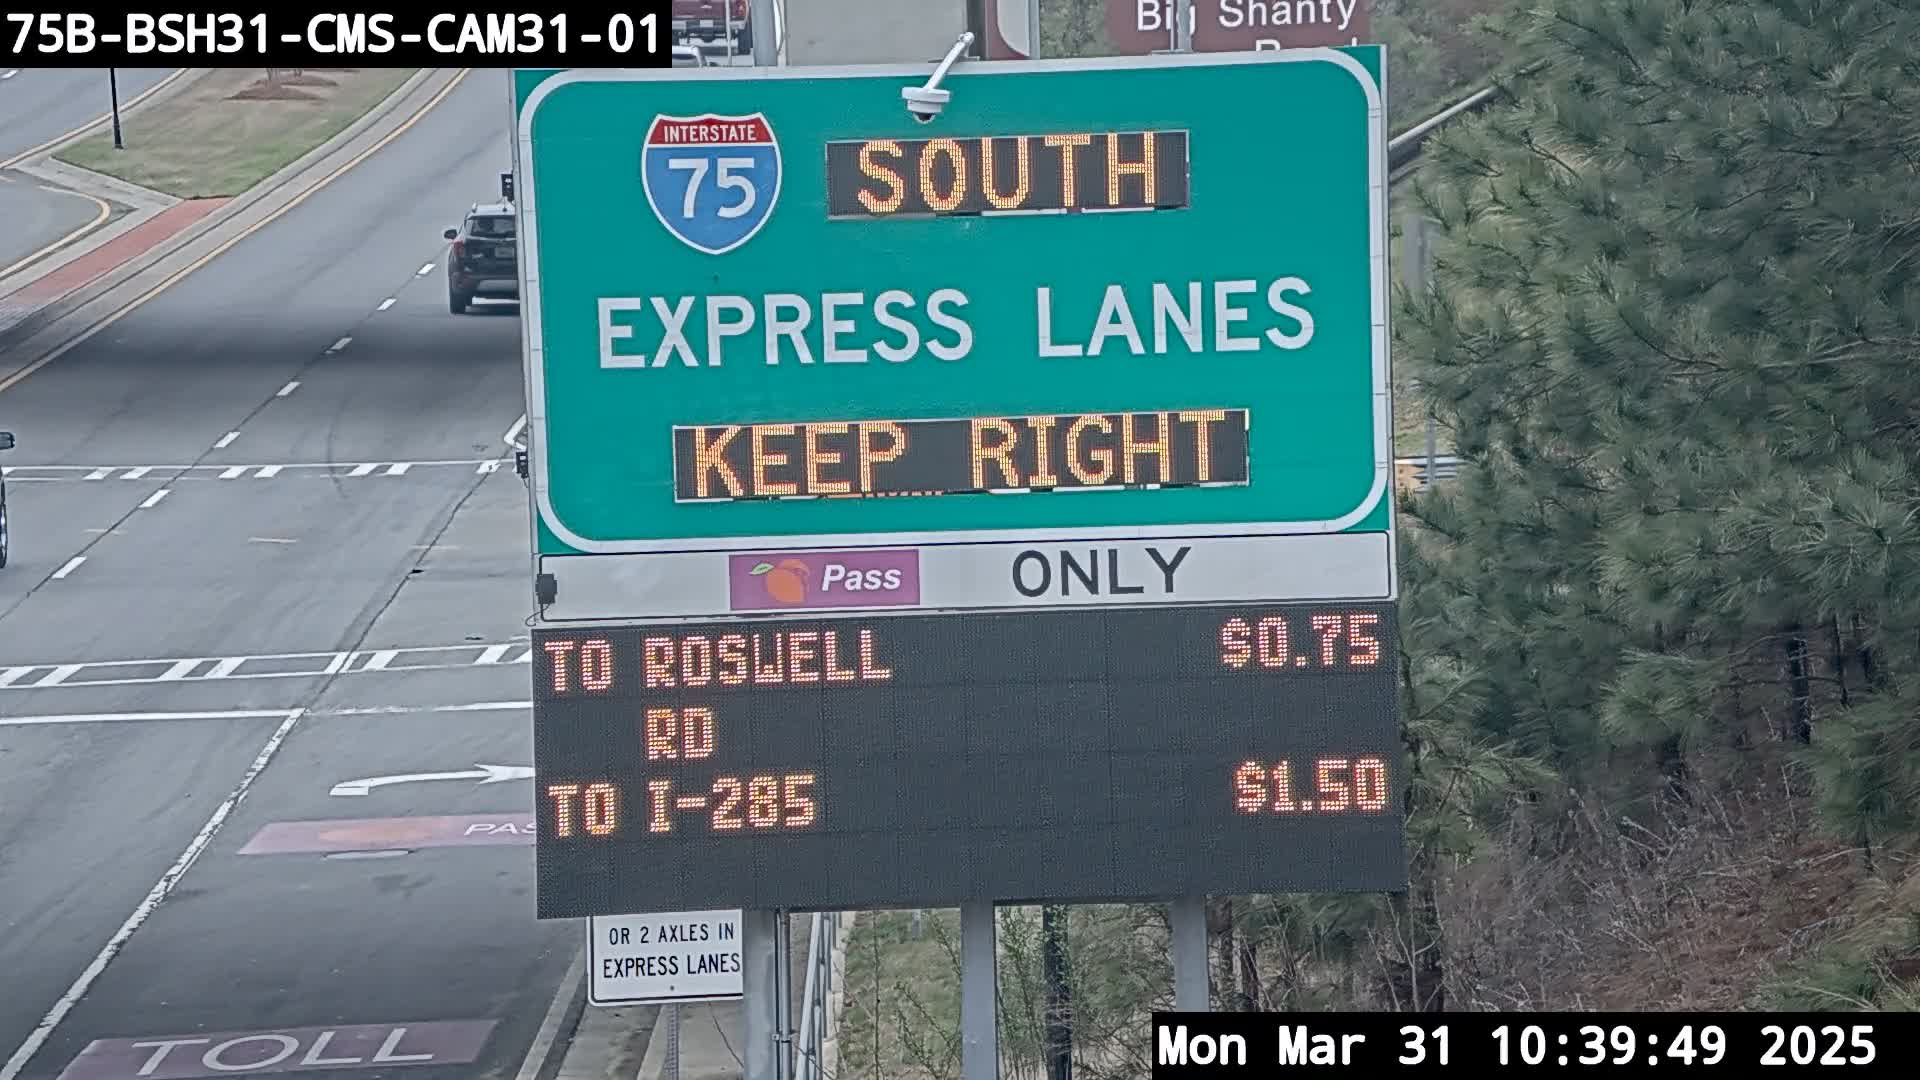 75B-BSH31-CMS-CAM31-01
Big Shanty
INTERSTATE
75
SOUTH
EXPRESS LANES
KEEP RIGHT
Pass ONLY
TO ROSWELL $0.75
RD
TO I-285 $1.50
PAS
OR 2 AXLES IN
EXPRESS LANES
TOLL
Mon Mar 31 10:39:49 2025